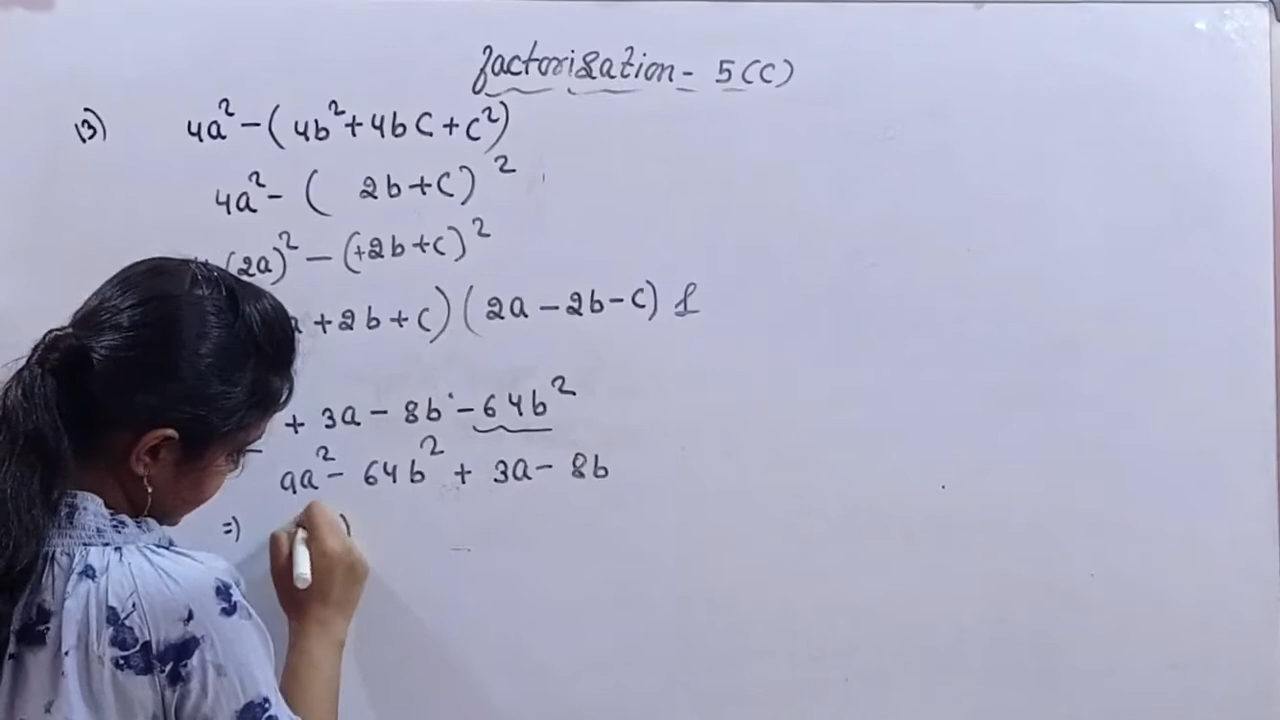 factorisation - 5(C)
13) 4a² - (4b² + 4bC + C²)
4a² - ( 2b + C)²
(2a)² - (+2b + C)²
+ 2b + C) (2a - 2b - C)
+ 3a - 8b - 64b²
9a² - 64b² + 3a - 8b
=) )